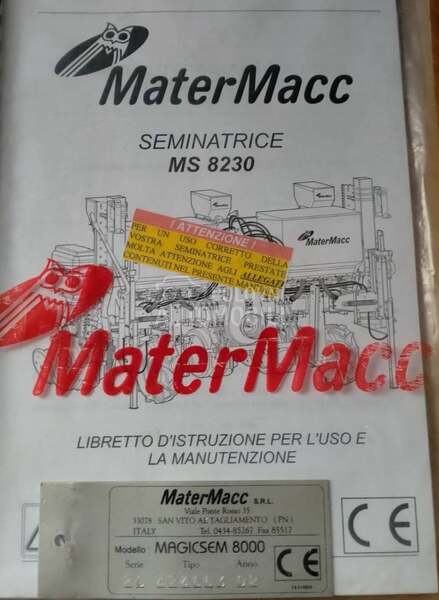 MaterMacc
SEMINATRICE
MS 8230
! ATTENZIONE !
PER UN USO CORRETTO DELLA
VOSTRA SEMINATRICE PRESTATE
MOLTA ATTENZIONE AGLI ALLEGATI
CONTENUTI NEL PRESENTE MANUALE
MaterMacc
MaterMacc
LIBRETTO D'ISTRUZIONE PER L'USO E
LA MANUTENZIONE
CE
MaterMacc S.R.L.
Viale Ponte Rosso 35
33078 SAN VITO AL TAGLIAMENTO ( PN )
ITALY Tel. 0434-85267 Fax 85517
Modello MAGICSEM 8000
Serie Tipo Anno
CE